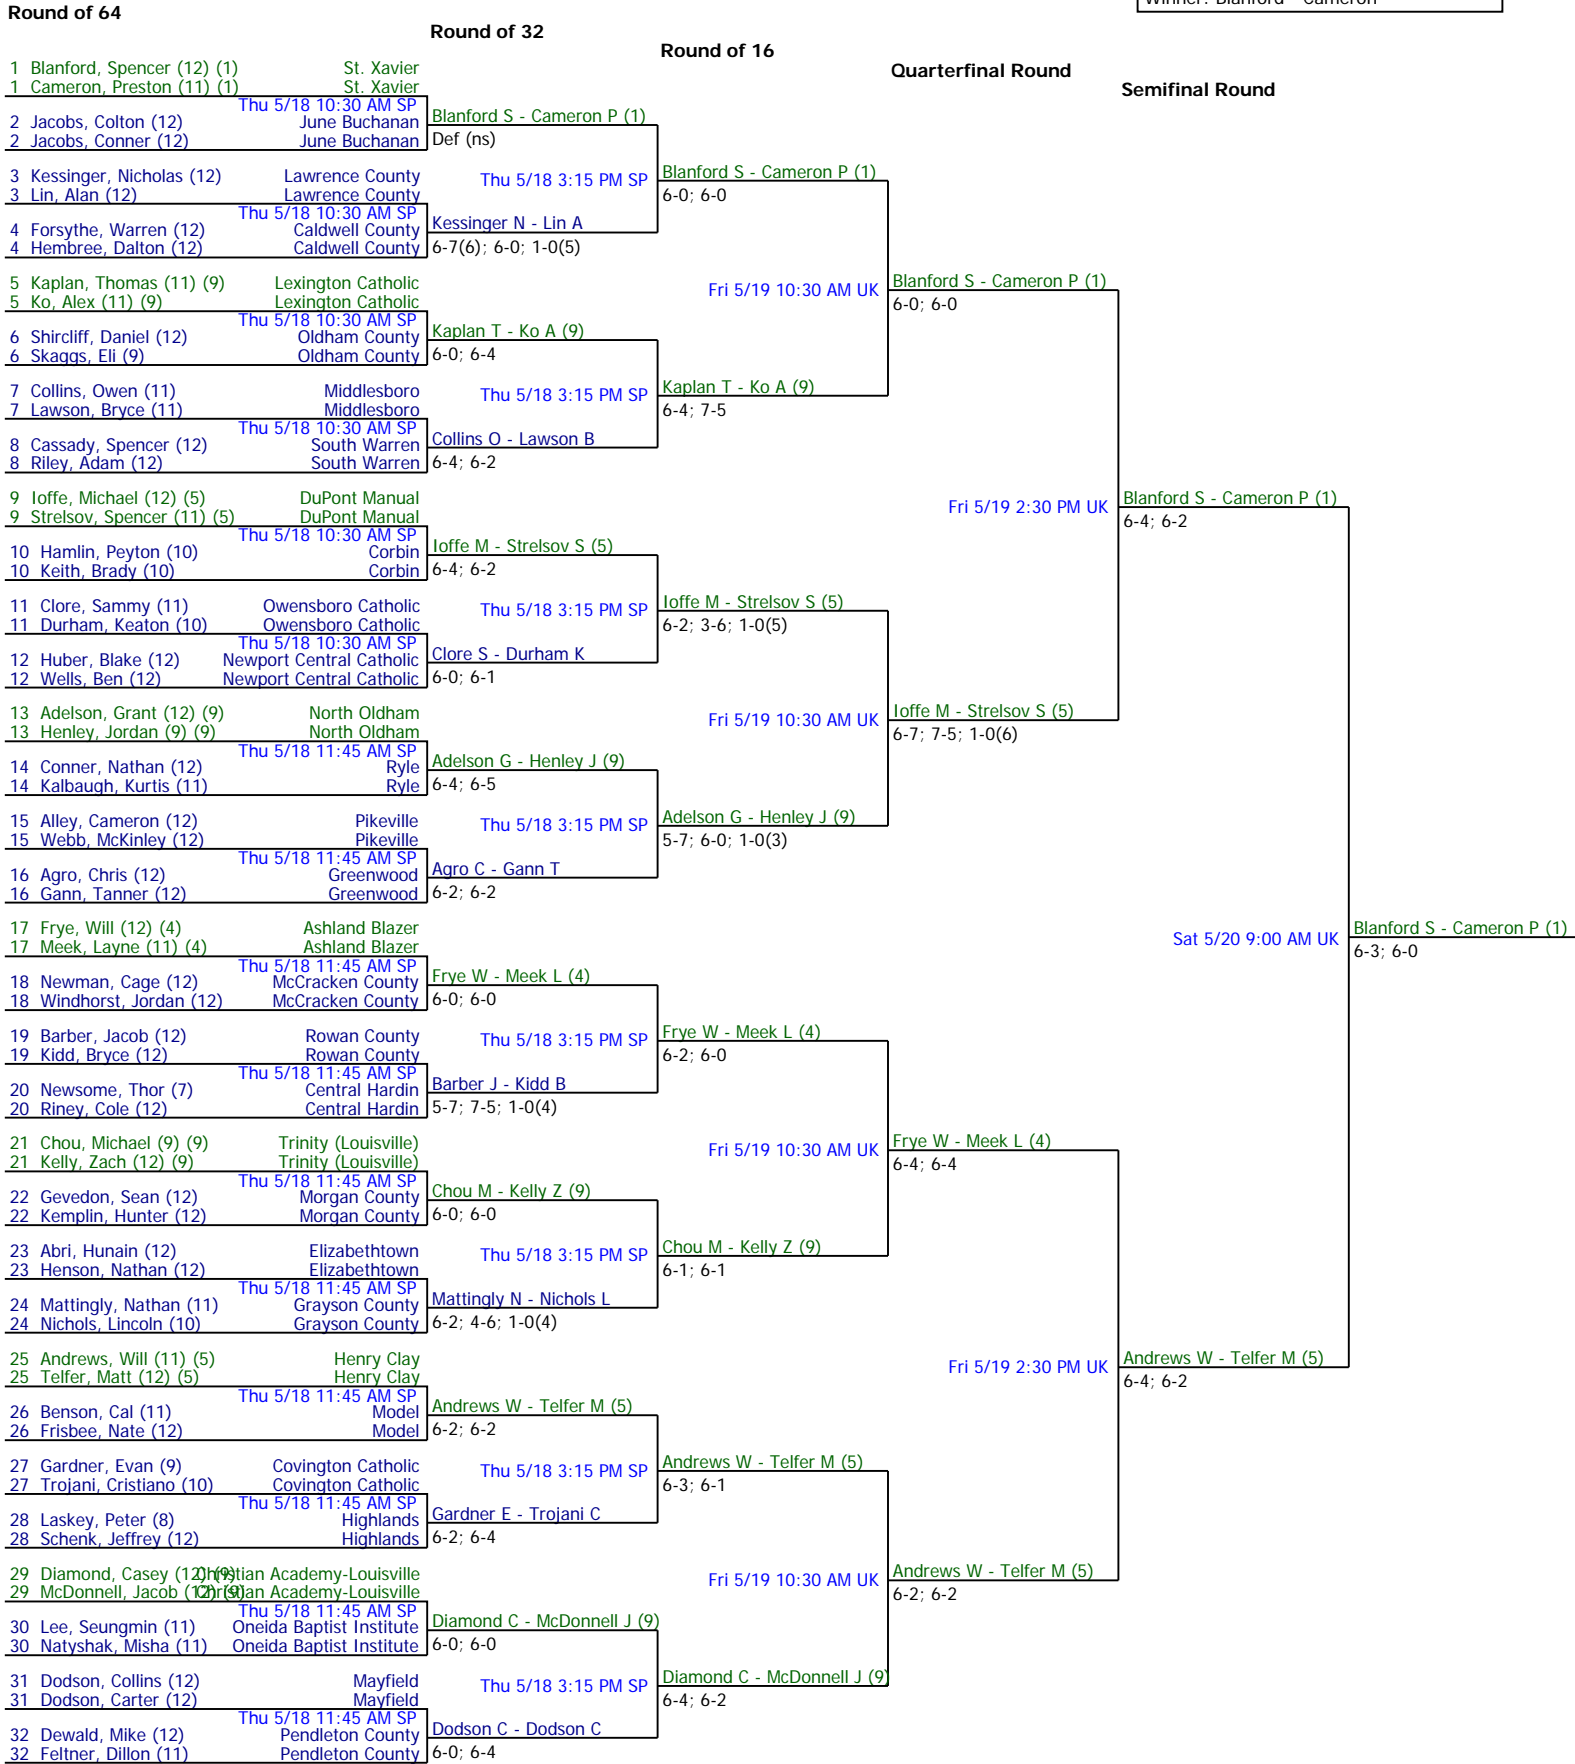 Winner: Blanford - Cameron
Round of 64
Round of 32
Round of 16
Quarterfinal Round
Semifinal Round
1 Blanford, Spencer (12) (1) St. Xavier
1 Cameron, Preston (11) (1) St. Xavier
Thu 5/18 10:30 AM SP
2 Jacobs, Colton (12) June Buchanan
2 Jacobs, Conner (12) June Buchanan
3 Kessinger, Nicholas (12) Lawrence County
3 Lin, Alan (12) Lawrence County
Thu 5/18 10:30 AM SP
4 Forsythe, Warren (12) Caldwell County
4 Hembree, Dalton (12) Caldwell County
5 Kaplan, Thomas (11) (9) Lexington Catholic
5 Ko, Alex (11) (9) Lexington Catholic
Thu 5/18 10:30 AM SP
6 Shircliff, Daniel (12) Oldham County
6 Skaggs, Eli (9) Oldham County
7 Collins, Owen (11) Middlesboro
7 Lawson, Bryce (11) Middlesboro
Thu 5/18 10:30 AM SP
8 Cassady, Spencer (12) South Warren
8 Riley, Adam (12) South Warren
9 Ioffe, Michael (12) (5) DuPont Manual
9 Strelsov, Spencer (11) (5) DuPont Manual
Thu 5/18 10:30 AM SP
10 Hamlin, Peyton (10) Corbin
10 Keith, Brady (10) Corbin
11 Clore, Sammy (11) Owensboro Catholic
11 Durham, Keaton (10) Owensboro Catholic
Thu 5/18 10:30 AM SP
12 Huber, Blake (12) Newport Central Catholic
12 Wells, Ben (12) Newport Central Catholic
13 Adelson, Grant (12) (9) North Oldham
13 Henley, Jordan (9) (9) North Oldham
Thu 5/18 11:45 AM SP
14 Conner, Nathan (12) Ryle
14 Kalbaugh, Kurtis (11) Ryle
15 Alley, Cameron (12) Pikeville
15 Webb, McKinley (12) Pikeville
Thu 5/18 11:45 AM SP
16 Agro, Chris (12) Greenwood
16 Gann, Tanner (12) Greenwood
17 Frye, Will (12) (4) Ashland Blazer
17 Meek, Layne (11) (4) Ashland Blazer
Thu 5/18 11:45 AM SP
18 Newman, Cage (12) McCracken County
18 Windhorst, Jordan (12) McCracken County
19 Barber, Jacob (12) Rowan County
19 Kidd, Bryce (12) Rowan County
Thu 5/18 11:45 AM SP
20 Newsome, Thor (7) Central Hardin
20 Riney, Cole (12) Central Hardin
21 Chou, Michael (9) (9) Trinity (Louisville)
21 Kelly, Zach (12) (9) Trinity (Louisville)
Thu 5/18 11:45 AM SP
22 Gevedon, Sean (12) Morgan County
22 Kemplin, Hunter (12) Morgan County
23 Abri, Hunain (12) Elizabethtown
23 Henson, Nathan (12) Elizabethtown
Thu 5/18 11:45 AM SP
24 Mattingly, Nathan (11) Grayson County
24 Nichols, Lincoln (10) Grayson County
25 Andrews, Will (11) (5) Henry Clay
25 Telfer, Matt (12) (5) Henry Clay
Thu 5/18 11:45 AM SP
26 Benson, Cal (11) Model
26 Frisbee, Nate (12) Model
27 Gardner, Evan (9) Covington Catholic
27 Trojani, Cristiano (10) Covington Catholic
Thu 5/18 11:45 AM SP
28 Laskey, Peter (8) Highlands
28 Schenk, Jeffrey (12) Highlands
29 Diamond, Casey (12) (9) Christian Academy-Louisville
29 McDonnell, Jacob (12) (9) Christian Academy-Louisville
Thu 5/18 11:45 AM SP
30 Lee, Seungmin (11) Oneida Baptist Institute
30 Natyshak, Misha (11) Oneida Baptist Institute
31 Dodson, Collins (12) Mayfield
31 Dodson, Carter (12) Mayfield
Thu 5/18 11:45 AM SP
32 Dewald, Mike (12) Pendleton County
32 Feltner, Dillon (11) Pendleton County
Blanford S - Cameron P (1)
Def (ns)
Thu 5/18 3:15 PM SP
Kessinger N - Lin A
6-7(6); 6-0; 1-0(5)
Kaplan T - Ko A (9)
6-0; 6-4
Thu 5/18 3:15 PM SP
Collins O - Lawson B
6-4; 6-2
Ioffe M - Strelsov S (5)
6-4; 6-2
Thu 5/18 3:15 PM SP
Clore S - Durham K
6-0; 6-1
Adelson G - Henley J (9)
6-4; 6-5
Thu 5/18 3:15 PM SP
Agro C - Gann T
6-2; 6-2
Frye W - Meek L (4)
6-0; 6-0
Thu 5/18 3:15 PM SP
Barber J - Kidd B
5-7; 7-5; 1-0(4)
Chou M - Kelly Z (9)
6-0; 6-0
Thu 5/18 3:15 PM SP
Mattingly N - Nichols L
6-2; 4-6; 1-0(4)
Andrews W - Telfer M (5)
6-2; 6-2
Thu 5/18 3:15 PM SP
Gardner E - Trojani C
6-2; 6-4
Diamond C - McDonnell J (9)
6-0; 6-0
Thu 5/18 3:15 PM SP
Dodson C - Dodson C
6-0; 6-4
Blanford S - Cameron P (1)
6-0; 6-0
Fri 5/19 10:30 AM UK
Kaplan T - Ko A (9)
6-4; 7-5
Ioffe M - Strelsov S (5)
6-2; 3-6; 1-0(5)
Fri 5/19 10:30 AM UK
Adelson G - Henley J (9)
5-7; 6-0; 1-0(3)
Frye W - Meek L (4)
6-2; 6-0
Fri 5/19 10:30 AM UK
Chou M - Kelly Z (9)
6-1; 6-1
Andrews W - Telfer M (5)
6-3; 6-1
Fri 5/19 10:30 AM UK
Diamond C - McDonnell J (9)
6-4; 6-2
Blanford S - Cameron P (1)
6-0; 6-0
Fri 5/19 2:30 PM UK
Ioffe M - Strelsov S (5)
6-7; 7-5; 1-0(6)
Frye W - Meek L (4)
6-4; 6-4
Fri 5/19 2:30 PM UK
Andrews W - Telfer M (5)
6-2; 6-2
Blanford S - Cameron P (1)
6-4; 6-2
Sat 5/20 9:00 AM UK
Andrews W - Telfer M (5)
6-4; 6-2
Blanford S - Cameron P (1)
6-3; 6-0